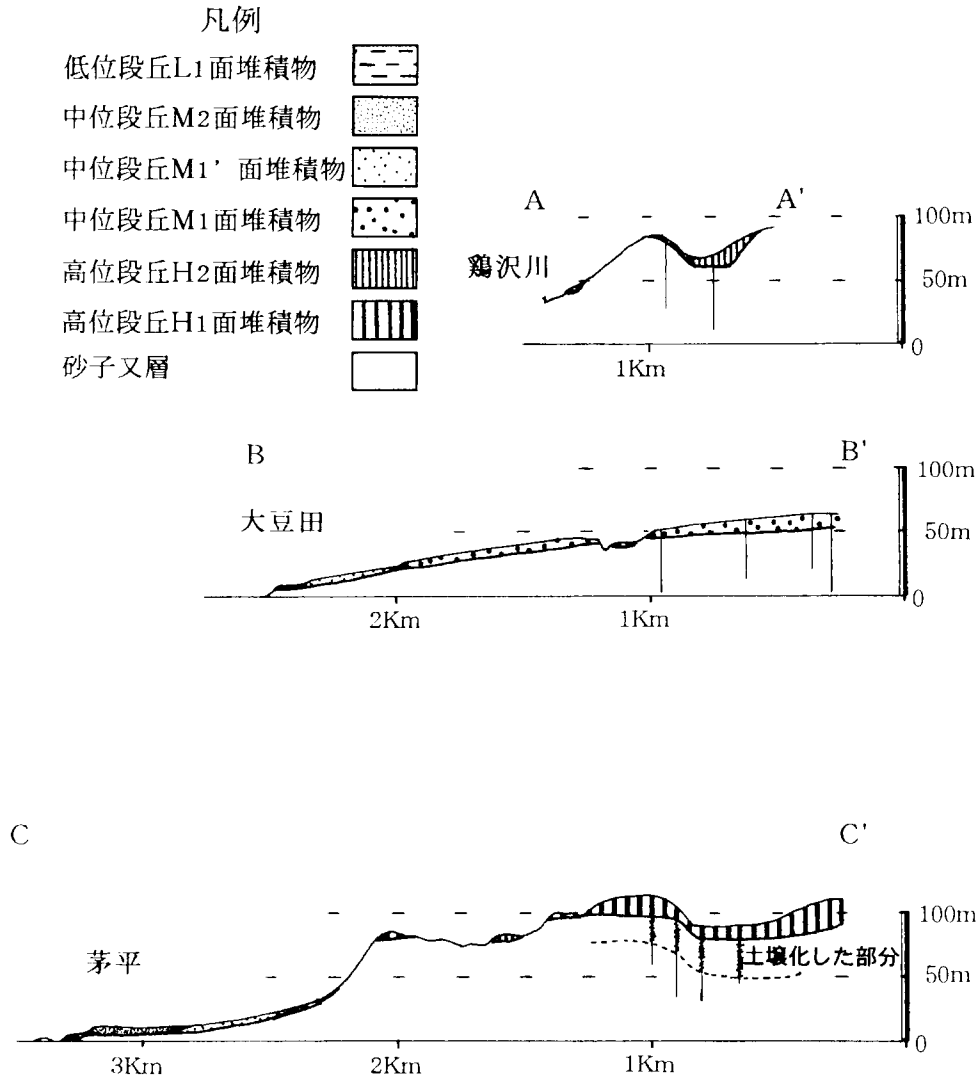 凡例
低位段丘L1面堆積物
中位段丘M2面堆積物
中位段丘M1’面堆積物
中位段丘M1面堆積物
高位段丘H2面堆積物
高位段丘H1面堆積物
砂子又層
A A'
鶏沢川
100m
50m
0
1Km
B B'
大豆田
100m
50m
0
2Km 1Km
C C'
茅平
100m
土壌化した部分
50m
0
3Km 2Km 1Km